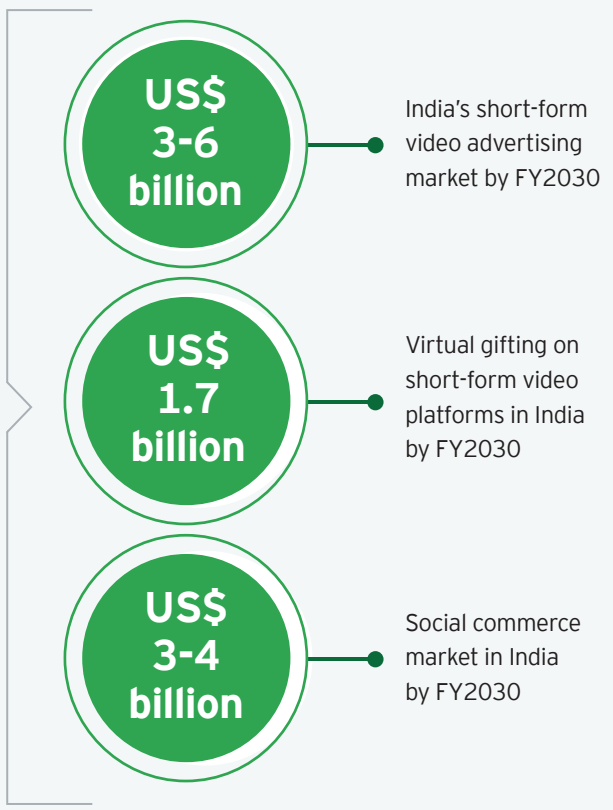 US$
3-6
billion
India's short-form
video advertising
market by FY2030
US$
1.7
billion
Virtual gifting on
short-form video
platforms in India
by FY2030
US$
3-4
billion
Social commerce
market in India
by FY2030